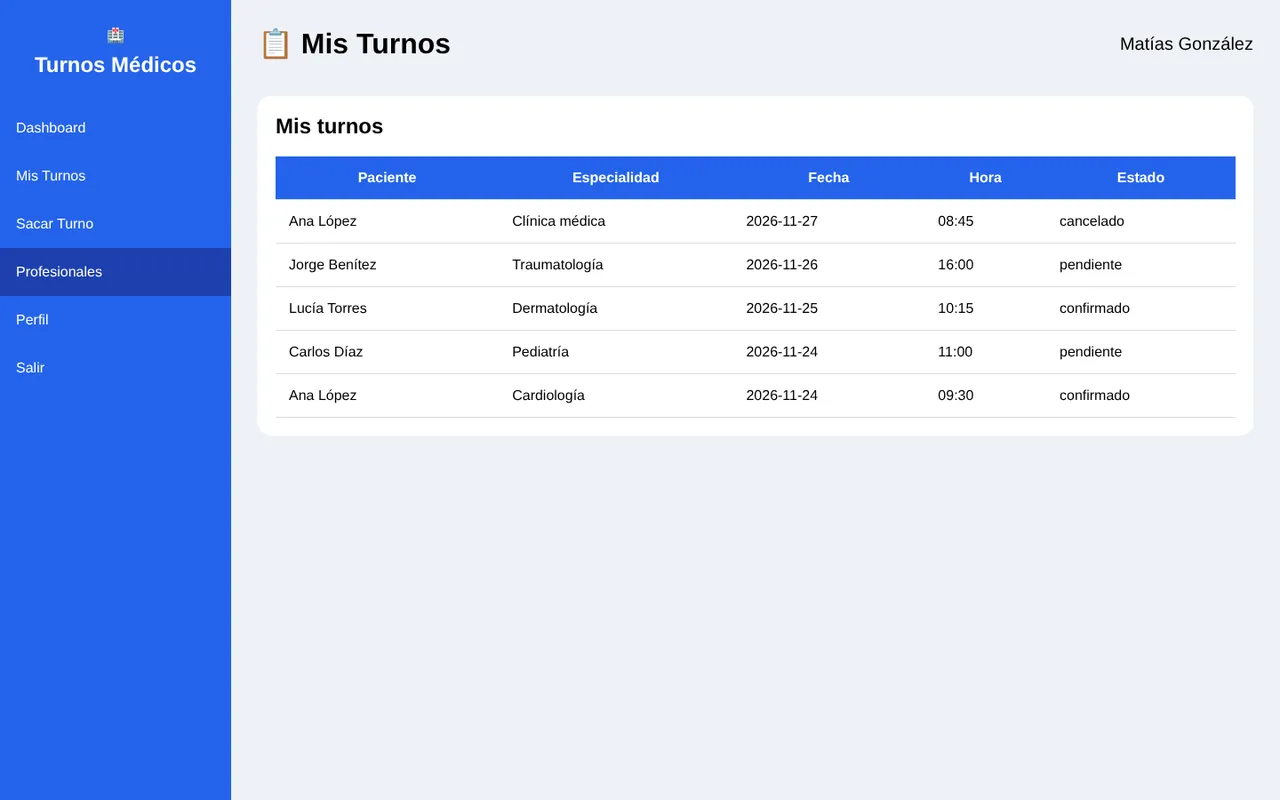 Turnos Médicos
Dashboard
Mis Turnos
Sacar Turno
Profesionales
Perfil
Salir
Mis Turnos
Matías González
Mis turnos
Paciente Especialidad Fecha Hora Estado
Ana López Clínica médica 2026-11-27 08:45 cancelado
Jorge Benítez Traumatología 2026-11-26 16:00 pendiente
Lucía Torres Dermatología 2026-11-25 10:15 confirmado
Carlos Díaz Pediatría 2026-11-24 11:00 pendiente
Ana López Cardiología 2026-11-24 09:30 confirmado